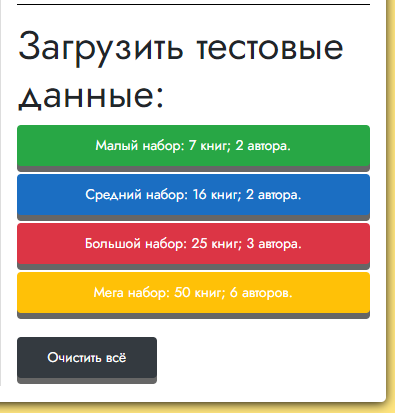 Загрузить тестовые
данные:
Малый набор: 7 книг; 2 автора.
Средний набор: 16 книг; 2 автора.
Большой набор: 25 книг; 3 автора.
Мега набор: 50 книг; 6 авторов.
Очистить всё